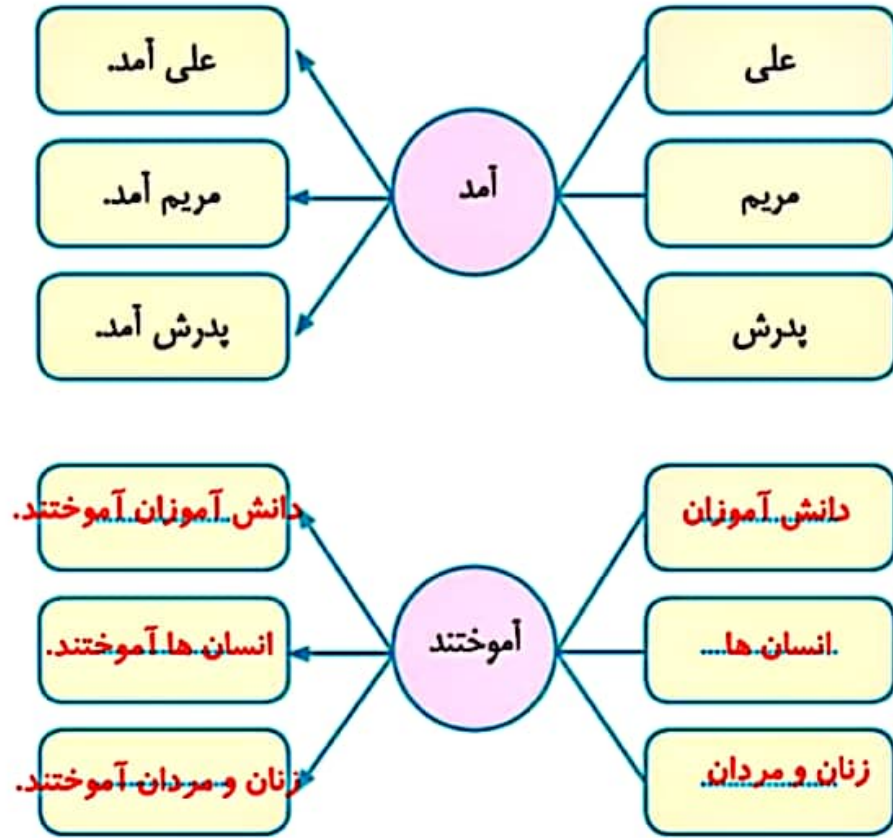 علی
آمد
علی آمد.
مریم
مریم آمد.
پدرش
پدرش آمد.
دانش آموزان
آموختند
دانش آموزان آموختند.
انسان ها
انسان ها آموختند.
زنان و مردان
زنان و مردان آموختند.